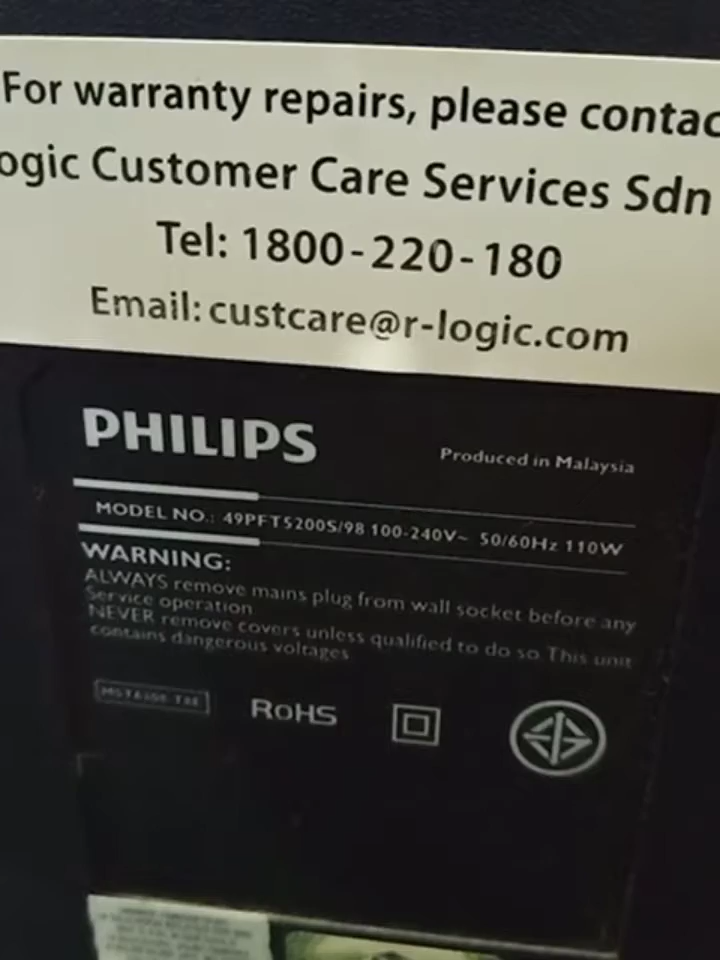 For warranty repairs, please contac
ogic Customer Care Services Sdn
Tel: 1800-220-180
Email: custcare@r-logic.com
PHILIPS
Produced in Malaysia
MODEL NO.: 49PFT5200S/98 100-240V~ 50/60Hz 110W
WARNING:
ALWAYS remove mains plug from wall socket before any
Service operation
NEVER remove covers unless qualified to do so This unit
contains dangerous voltages
RoHS